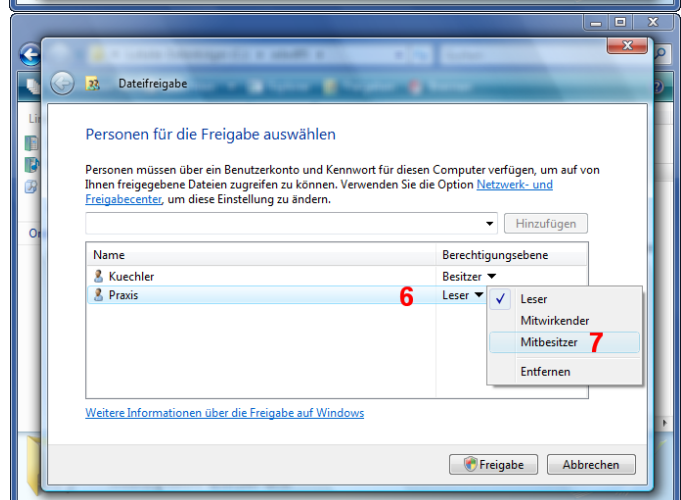 Dateifreigabe
Personen für die Freigabe auswählen
Personen müssen über ein Benutzerkonto und Kennwort für diesen Computer verfügen, um auf von
Ihnen freigegebene Dateien zugreifen zu können. Verwenden Sie die Option Netzwerk- und
Freigabecenter, um diese Einstellung zu ändern.
Hinzufügen
Name Berechtigungsebene
Kuechler Besitzer
Praxis 6 Leser
Leser
Mitwirkender
Mitbesitzer 7
Entfernen
Weitere Informationen über die Freigabe auf Windows
Freigabe Abbrechen